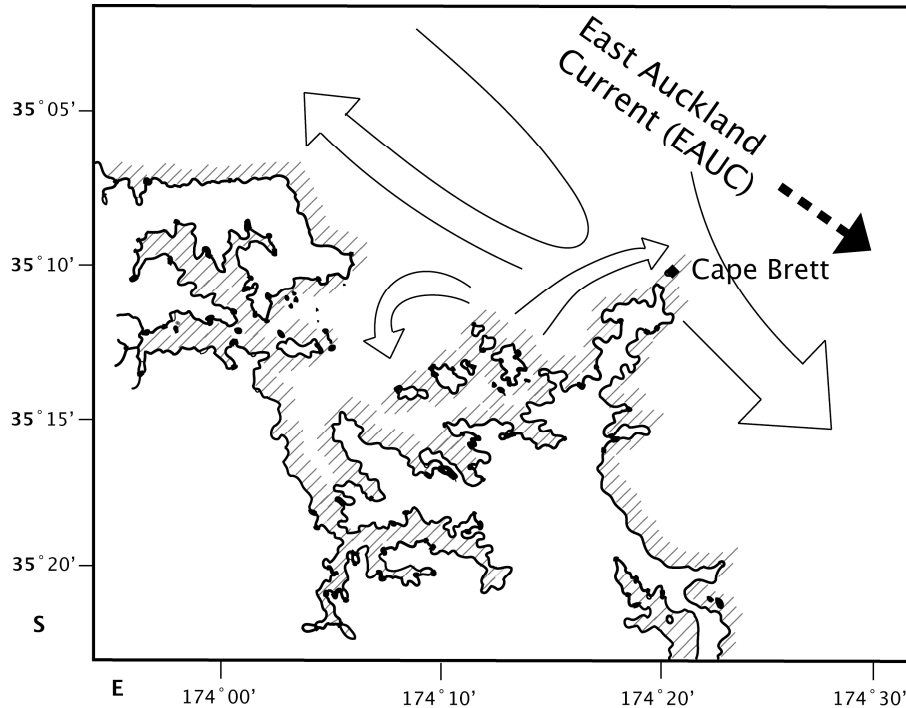 East Auckland
Current (EAUC)
35°05’
35°10’
Cape Brett
35°15’
35°20’
S
E
174°00’
174°10’
174°20’
174°30’